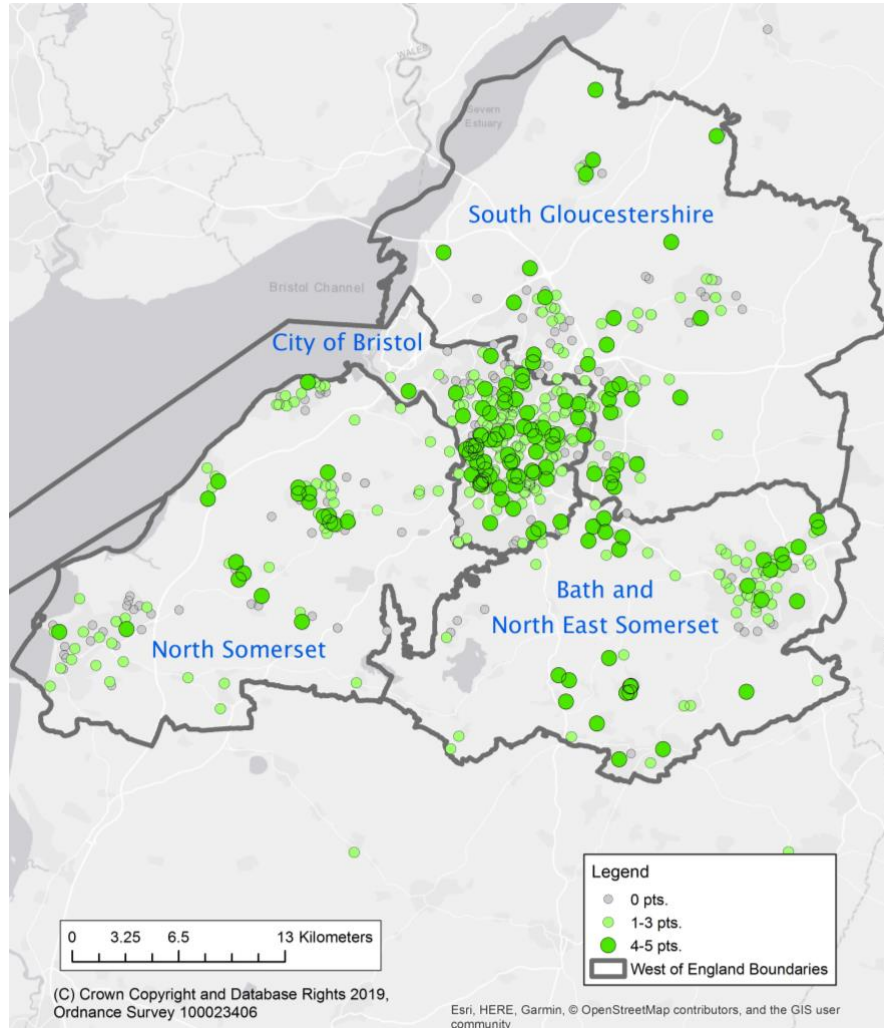 WALES
Severn
Estuary
South Gloucestershire
Bristol Channel
City of Bristol
Bath and
North East Somerset
North Somerset
Legend
0 pts.
1-3 pts.
4-5 pts.
West of England Boundaries
0 3.25 6.5 13 Kilometers
(C) Crown Copyright and Database Rights 2019,
Ordnance Survey 100023406
Esri, HERE, Garmin, © OpenStreetMap contributors, and the GIS user
community